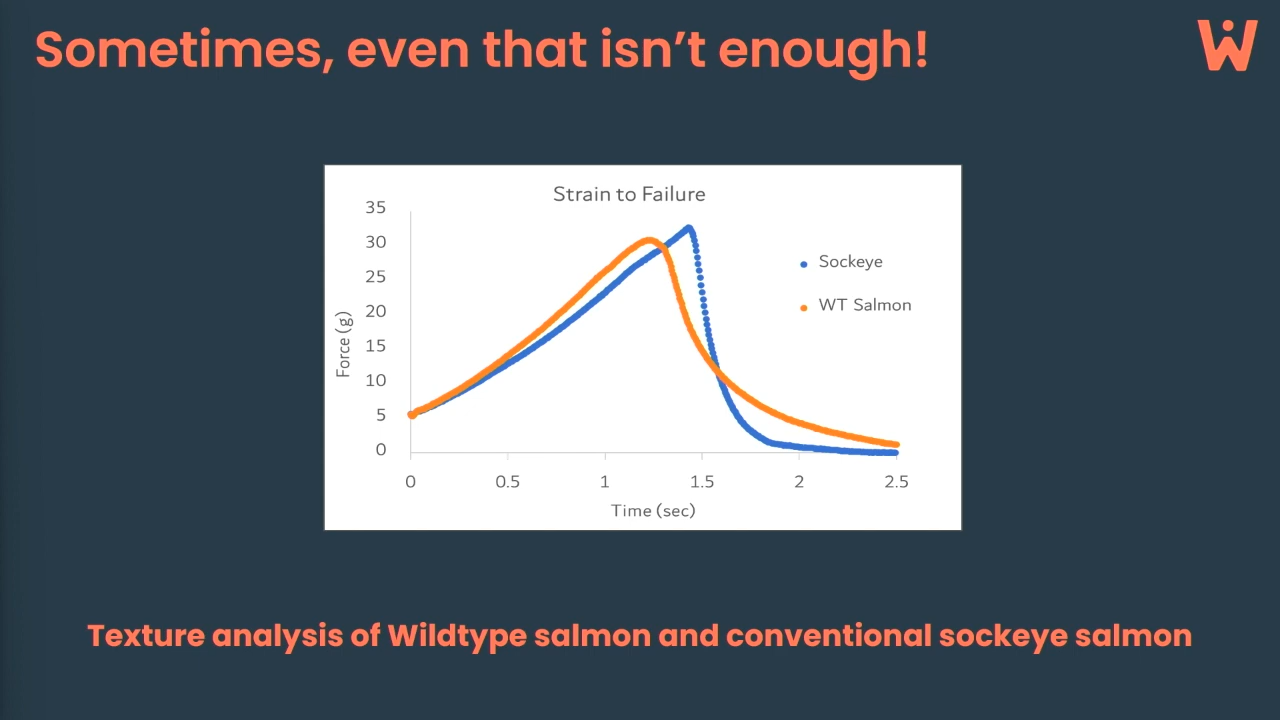 Sometimes, even that isn’t enough!
Strain to Failure
35
30
25
20
15
10
5
0
Force (g)
Sockeye
WT Salmon
0 0.5 1 1.5 2 2.5
Time (sec)
Texture analysis of Wildtype salmon and conventional sockeye salmon